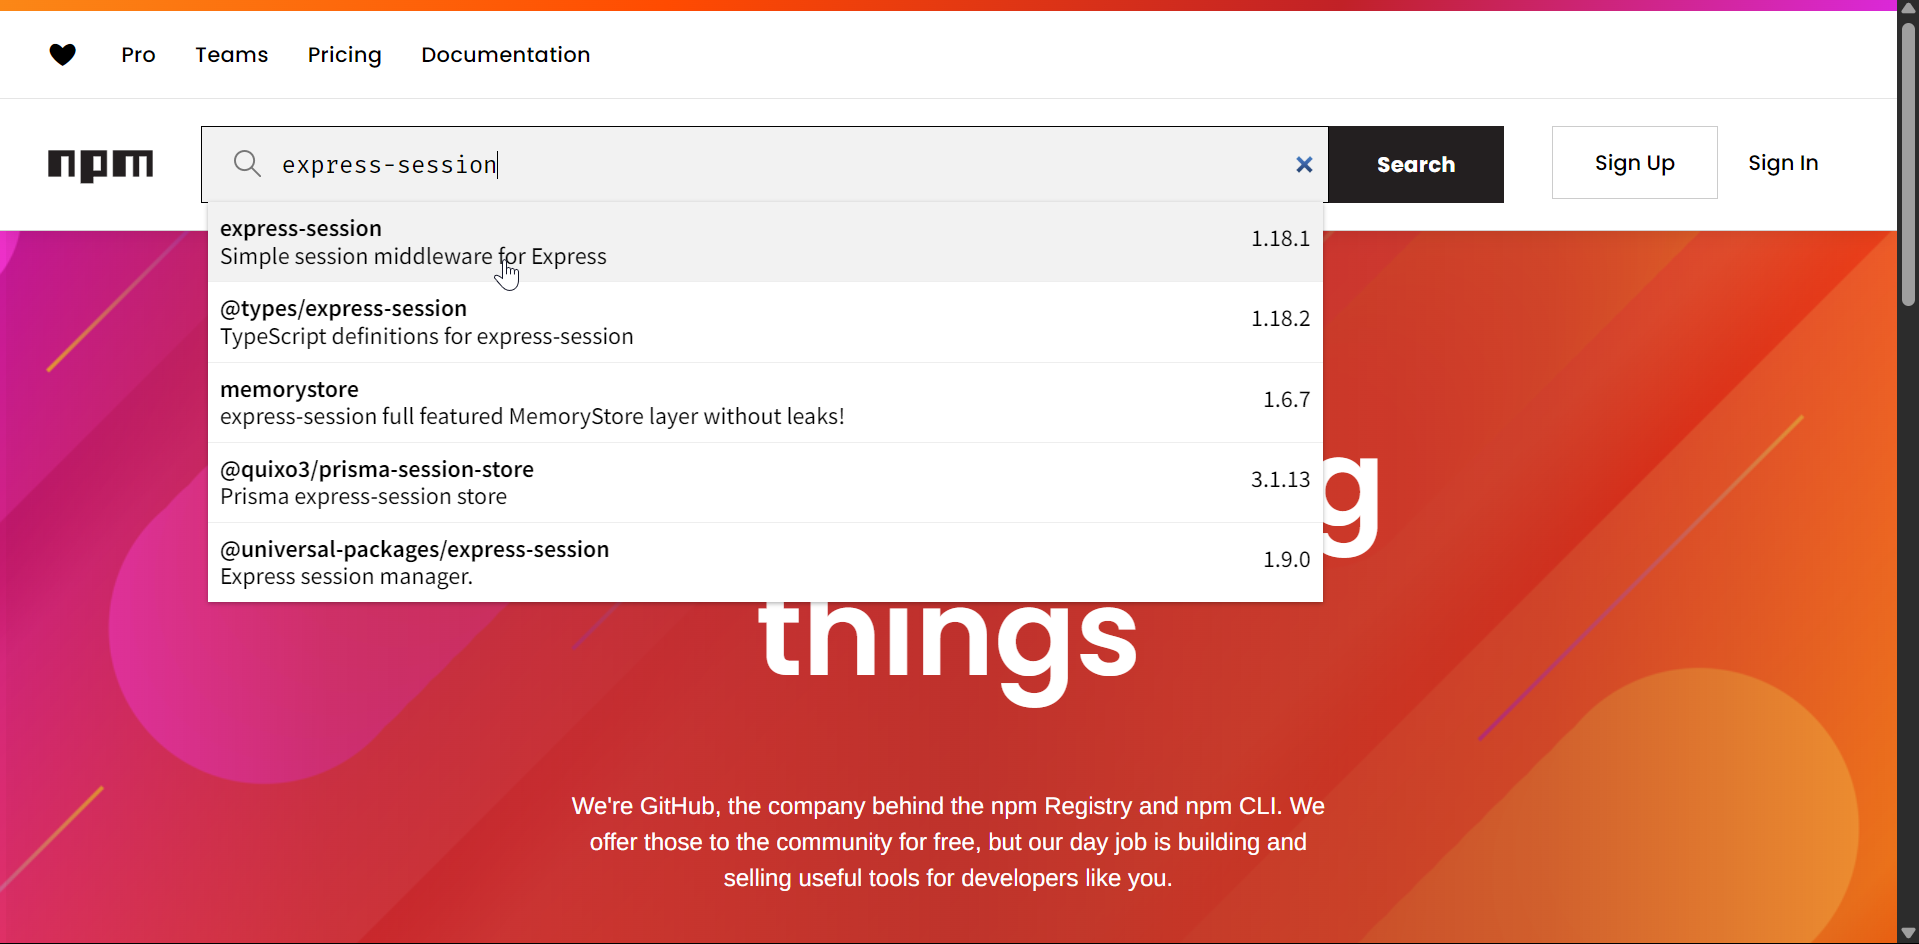 Pro Teams Pricing Documentation
npm express-session Search Sign Up Sign In
express-session
Simple session middleware for Express
1.18.1
@types/express-session
TypeScript definitions for express-session
1.18.2
memorystore
express-session full featured MemoryStore layer without leaks!
1.6.7
@quixo3/prisma-session-store
Prisma express-session store
3.1.13
@universal-packages/express-session
Express session manager.
1.9.0
things
We're GitHub, the company behind the npm Registry and npm CLI. We
offer those to the community for free, but our day job is building and
selling useful tools for developers like you.